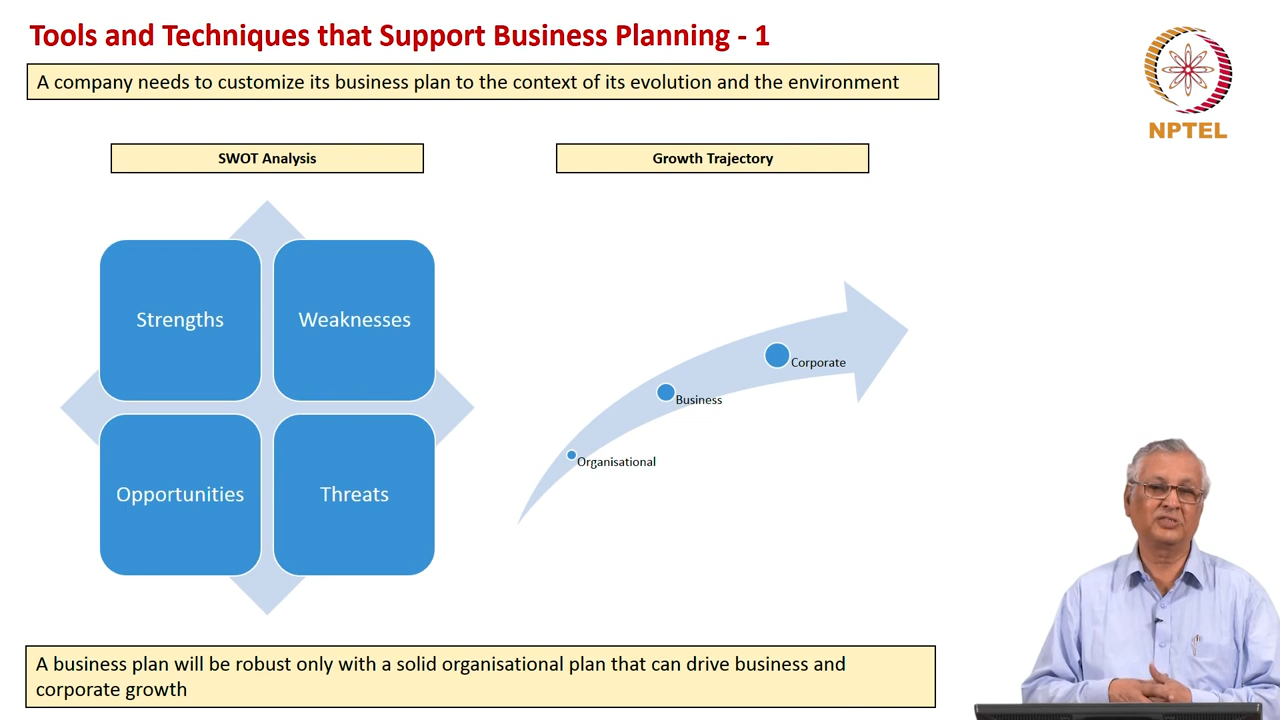 Tools and Techniques that Support Business Planning - 1
NPTEL
A company needs to customize its business plan to the context of its evolution and the environment
SWOT Analysis
Growth Trajectory
Strengths
Weaknesses
Opportunities
Threats
Corporate
Business
Organisational
A business plan will be robust only with a solid organisational plan that can drive business and
corporate growth